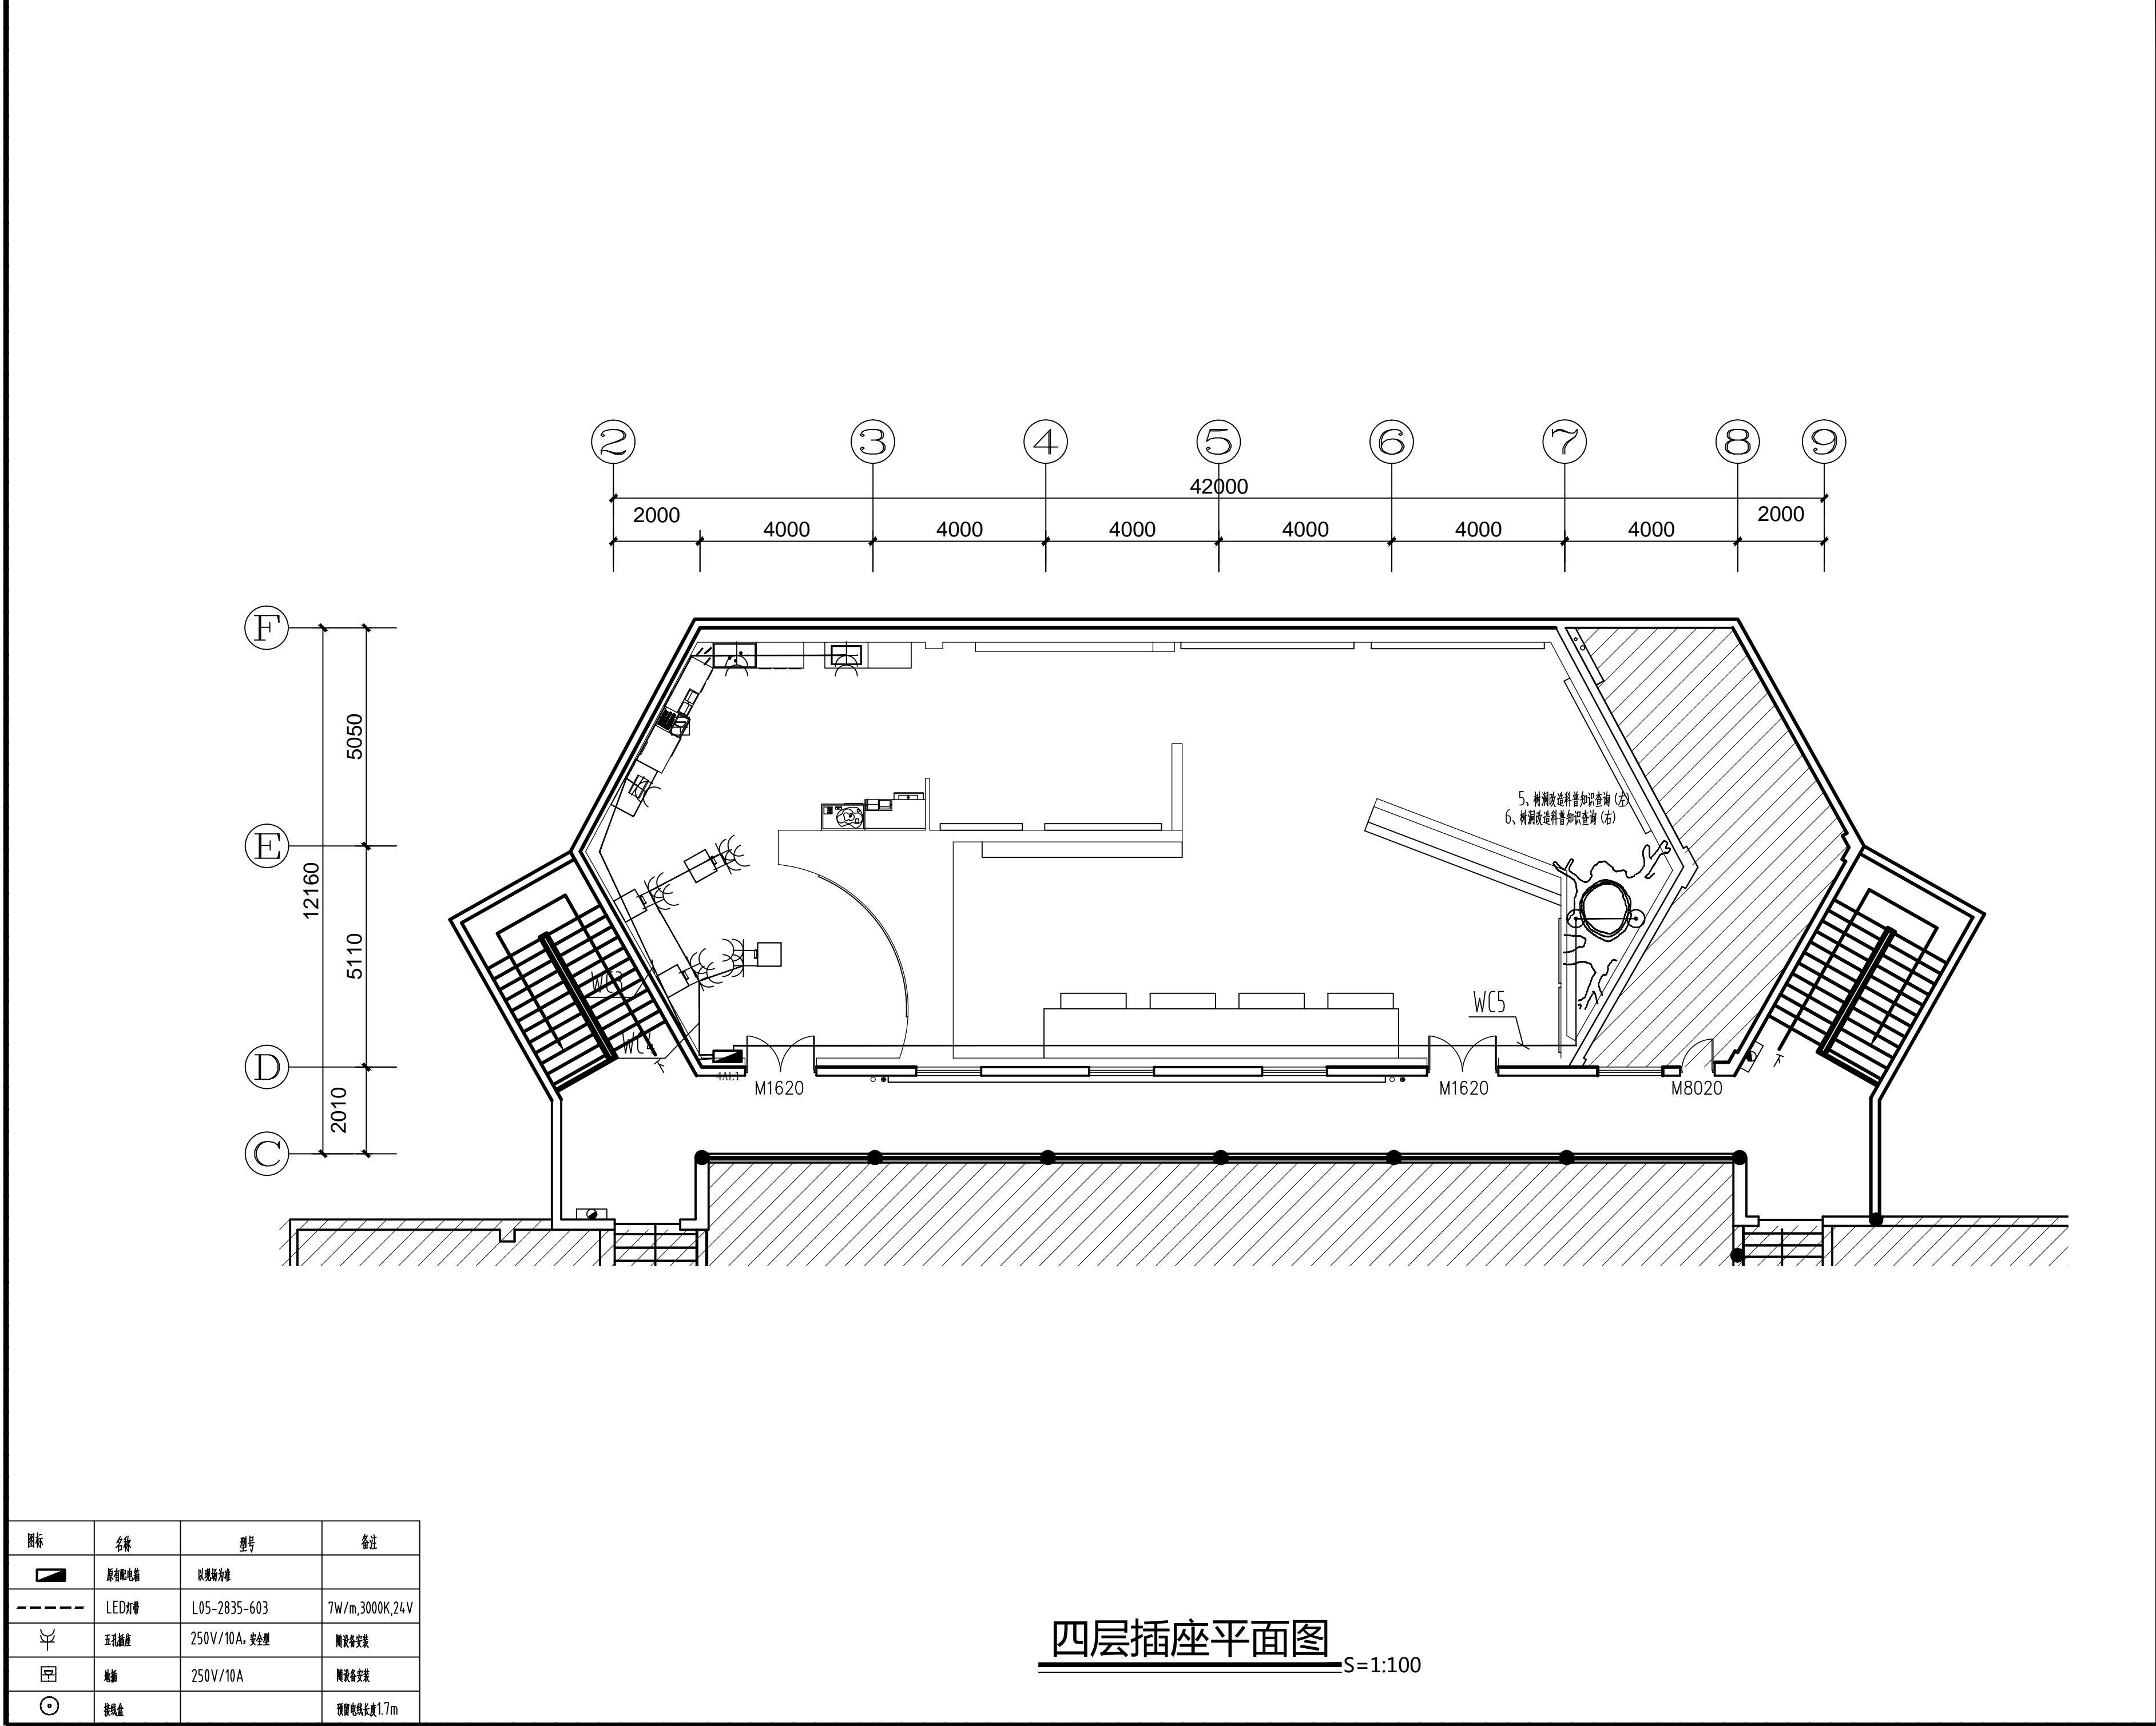 2 3 4 5 6 7 8 9
42000
2000 4000 4000 4000 4000 4000 4000 2000
F
5050
E
12160
5110
D
2010
C
5、树洞改造科普知识查询（左）
6、树洞改造科普知识查询（右）
WC3
WC4
WC5
4AL1
M1620
M1620
M8020
下
下
图标 名称 型号 备注
原有配电箱 以现场为准
LED灯带 L05-2835-603 7W/m,3000K,24V
五孔插座 250V/10A，安全型 随设备安装
地插 250V/10A 随设备安装
接线盒 预留电线长度1.7m
四层插座平面图
S=1:100